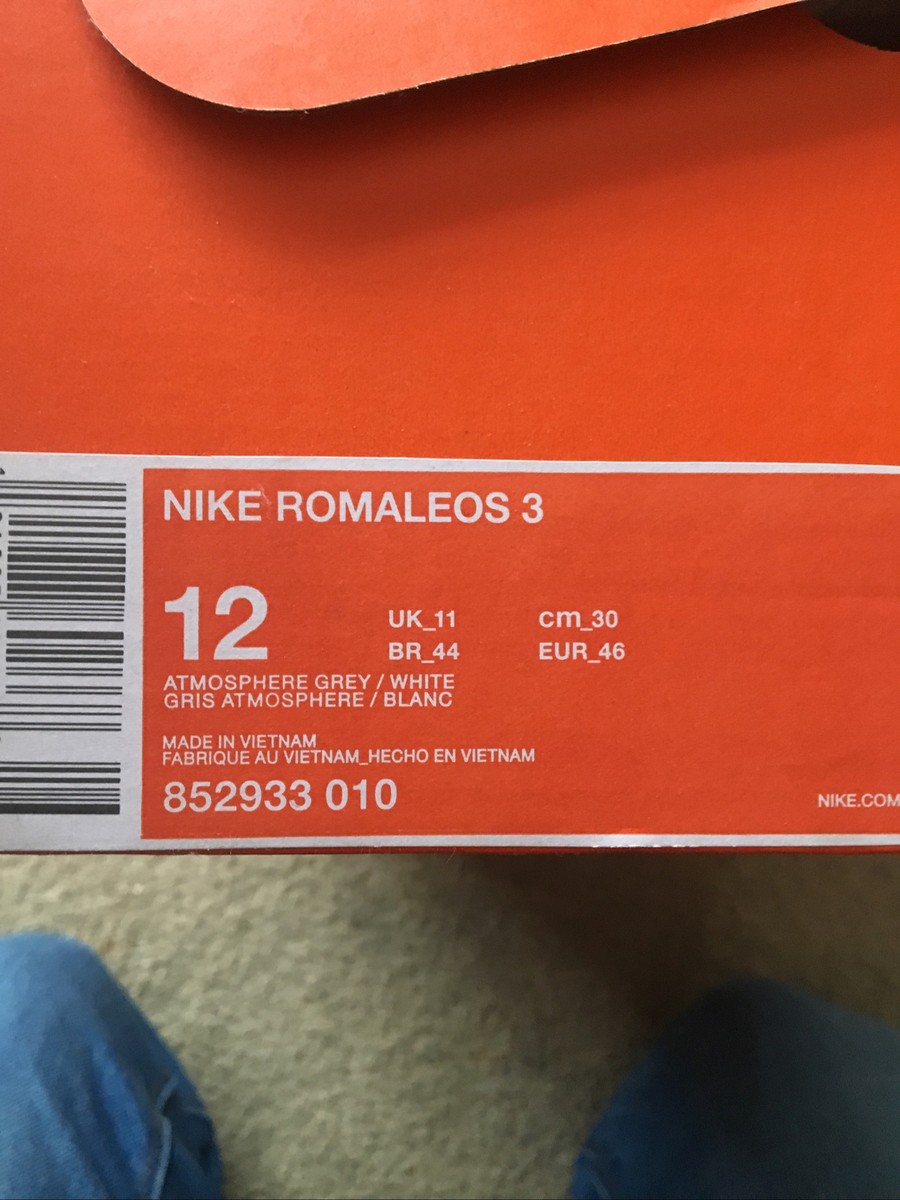 NIKE ROMALEOS 3
12
UK_11 cm_30
BR_44 EUR_46
ATMOSPHERE GREY / WHITE
GRIS ATMOSPHERE / BLANC
MADE IN VIETNAM
FABRIQUE AU VIETNAM_HECHO EN VIETNAM
852933 010
NIKE.COM